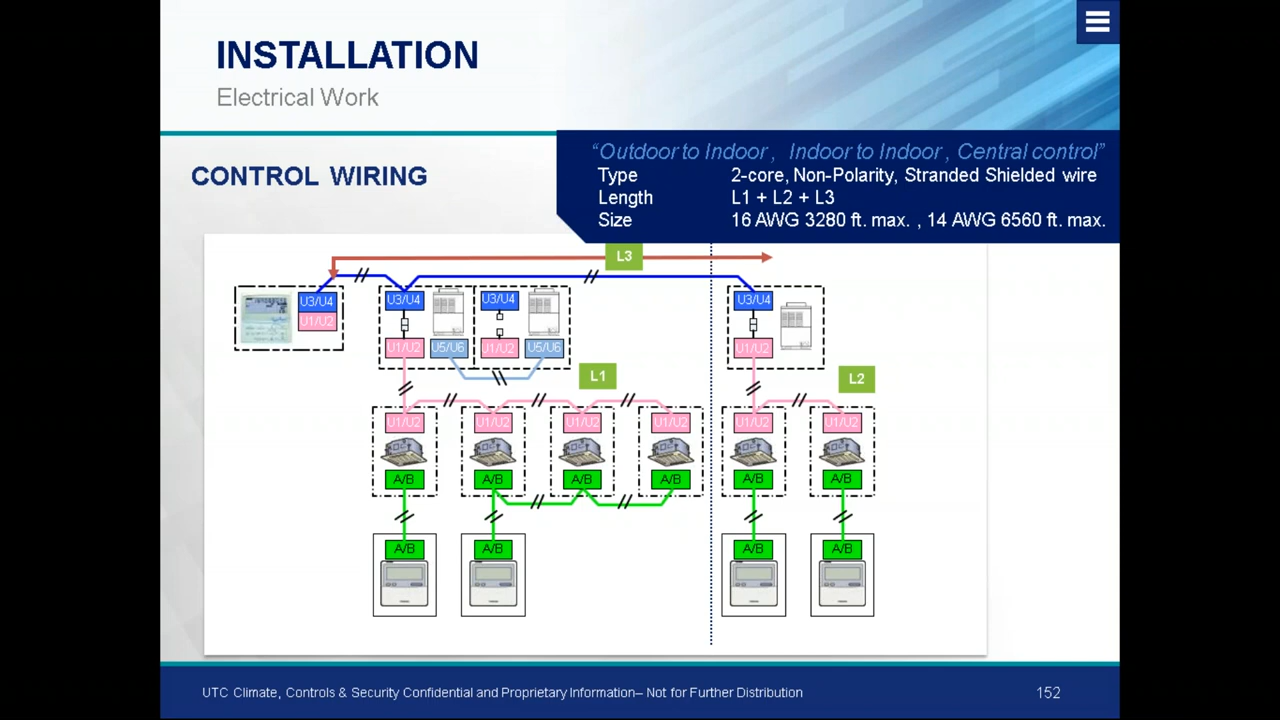 INSTALLATION
Electrical Work
CONTROL WIRING
“Outdoor to Indoor , Indoor to Indoor , Central control”
Type 2-core, Non-Polarity, Stranded Shielded wire
Length L1 + L2 + L3
Size 16 AWG 3280 ft. max. , 14 AWG 6560 ft. max.
L3
U3/U4 U3/U4 U3/U4 U3/U4
U1/U2
U1/U2 U5/U6 U1/U2 U5/U6 U1/U2
L1 L2
U1/U2 U1/U2 U1/U2 U1/U2 U1/U2 U1/U2
A/B A/B A/B A/B A/B A/B
A/B A/B A/B A/B
UTC Climate, Controls & Security Confidential and Proprietary Information– Not for Further Distribution 152